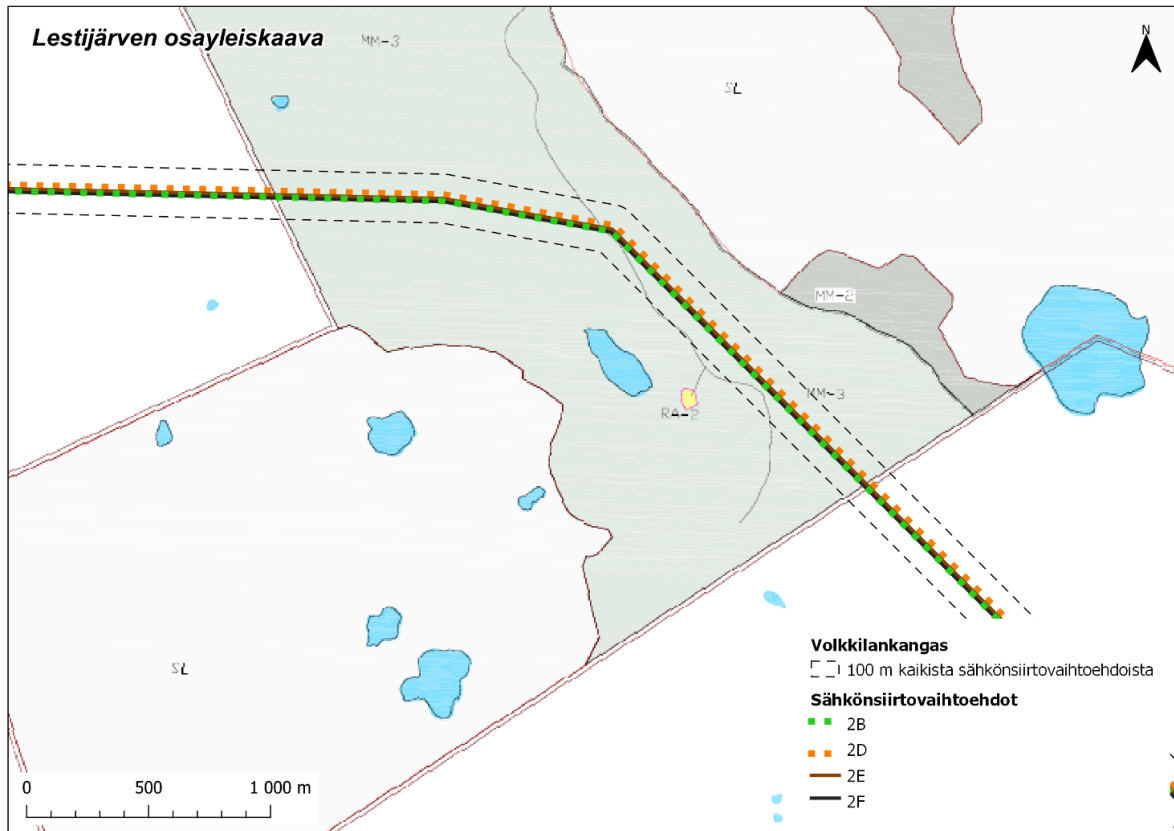 Lestijärven osayleiskaava
MM-3
N
SL
MM-2
MM-3
RA-2
SL
Volkkilankangas
100 m kaikista sähkönsiirtovaihtoehdoista
Sähkönsiirtovaihtoehdot
2B
2D
2E
2F
0 500 1 000 m